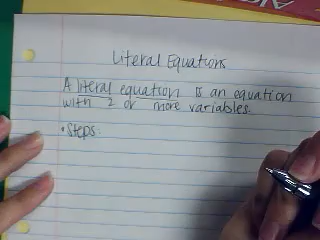 Literal Equations
A literal equation is an equation
with 2 or more variables.
• Steps: